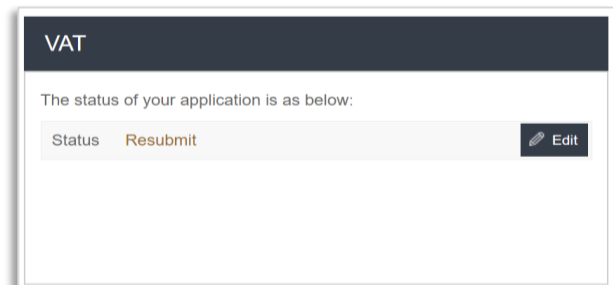 VAT
The status of your application is as below:
Status Resubmit Edit